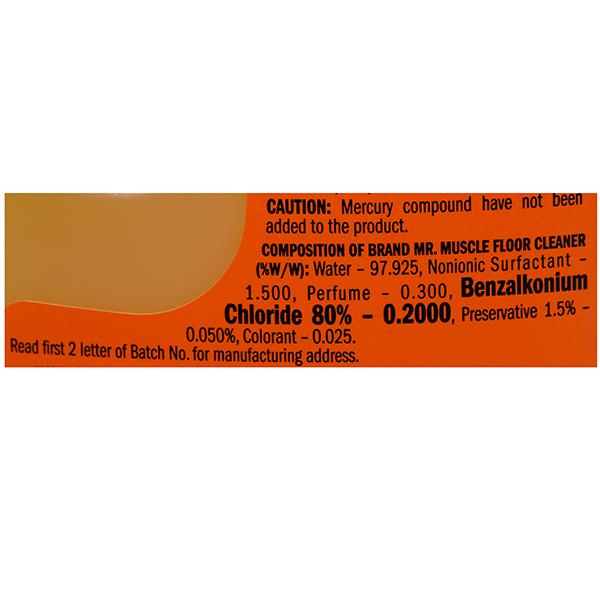 CAUTION: Mercury compound have not been
added to the product.
COMPOSITION OF BRAND MR. MUSCLE FLOOR CLEANER
(%W/W): Water – 97.925, Nonionic Surfactant –
1.500, Perfume – 0.300, Benzalkonium
Chloride 80% – 0.2000, Preservative 1.5% –
0.050%, Colorant – 0.025.
Read first 2 letter of Batch No. for manufacturing address.